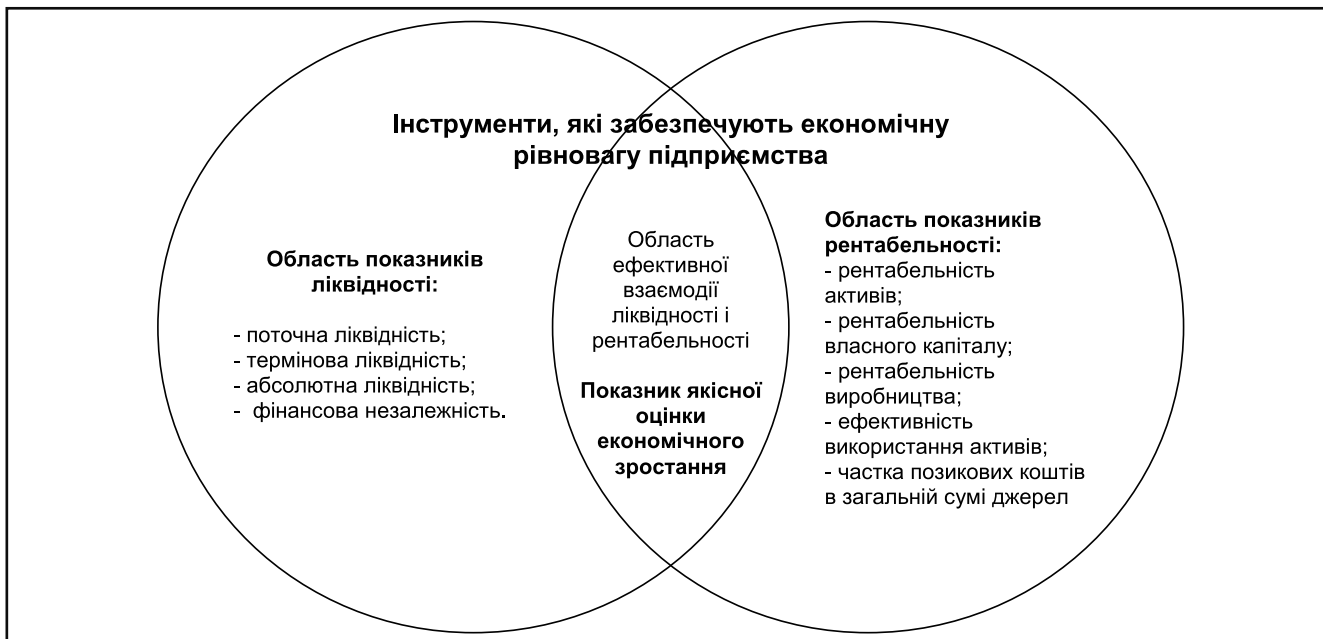 Інструменти, які забезпечують економічну
рівновагу підприємства
Область показників
ліквідності:
- поточна ліквідність;
- термінова ліквідність;
- абсолютна ліквідність;
- фінансова незалежність.
Область
ефективної
взаємодії
ліквідності і
рентабельності
Показник якісної
оцінки
економічного
зростання
Область показників
рентабельності:
- рентабельність
активів;
- рентабельність
власного капіталу;
- рентабельність
виробництва;
- ефективність
використання активів;
- частка позикових коштів
в загальній сумі джерел